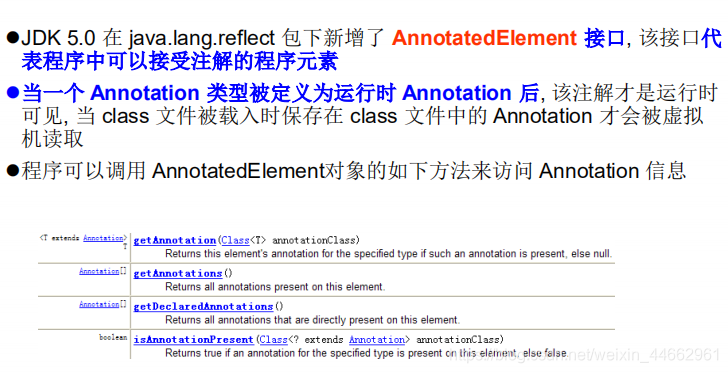 ●JDK 5.0 在 java.lang.reflect 包下新增了 AnnotatedElement 接口, 该接口代
表程序中可以接受注解的程序元素
●当一个 Annotation 类型被定义为运行时 Annotation 后, 该注解才是运行时
可见, 当 class 文件被载入时保存在 class 文件中的 Annotation 才会被虚拟
机读取
●程序可以调用 AnnotatedElement对象的如下方法来访问 Annotation 信息
<T extends Annotation> getAnnotation(Class<T> annotationClass)
T Returns this element's annotation for the specified type if such an annotation is present, else null.
Annotation[] getAnnotations()
Returns all annotations present on this element.
Annotation[] getDeclaredAnnotations()
Returns all annotations that are directly present on this element.
boolean isAnnotationPresent(Class<? extends Annotation> annotationClass)
Returns true if an annotation for the specified type is present on this element, else false.